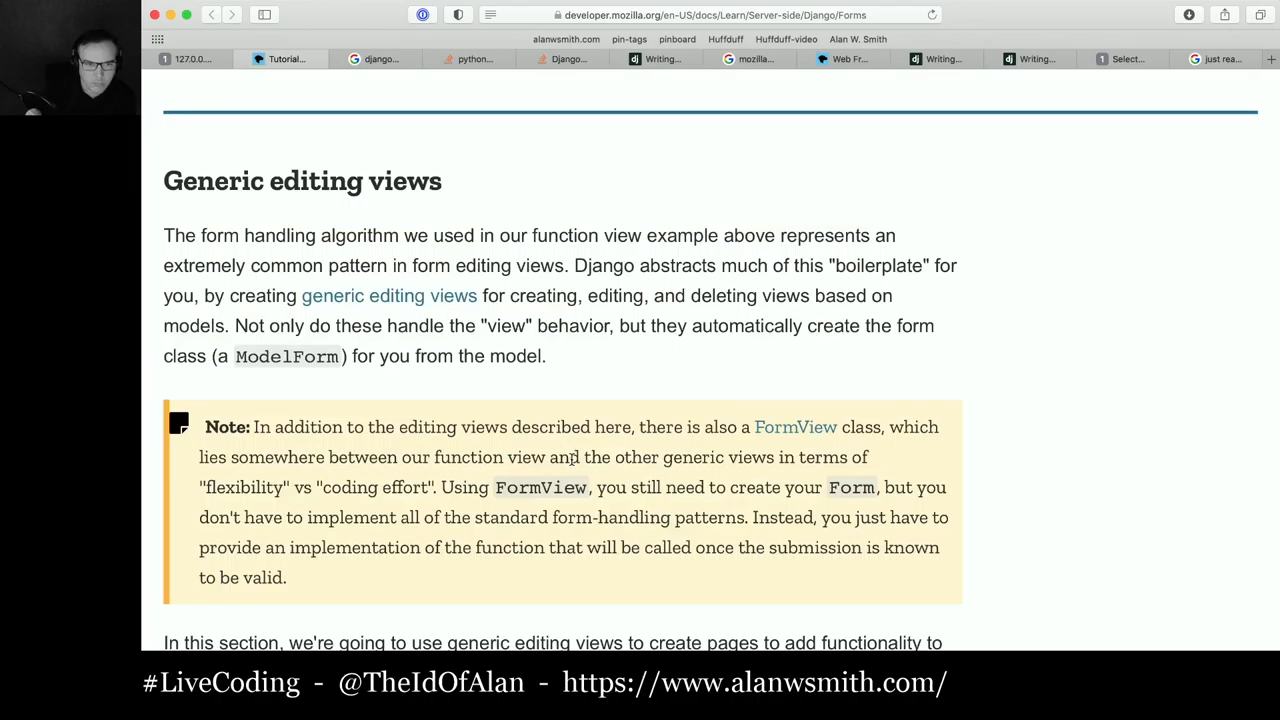 developer.mozilla.org/en-US/docs/Learn/Server-side/Django/Forms
alanwsmith.com pin-tags pinboard Huffduff Huffduff-video Alan W. Smith
1 127.0.0.... Tutorial... django... python... Django... dj Writing... mozilla... Web Fr... dj Writing... dj Writing... 1 Select... just rea...
Generic editing views
The form handling algorithm we used in our function view example above represents an
extremely common pattern in form editing views. Django abstracts much of this "boilerplate" for
you, by creating generic editing views for creating, editing, and deleting views based on
models. Not only do these handle the "view" behavior, but they automatically create the form
class (a ModelForm) for you from the model.
Note: In addition to the editing views described here, there is also a FormView class, which
lies somewhere between our function view and the other generic views in terms of
"flexibility" vs "coding effort". Using FormView, you still need to create your Form, but you
don't have to implement all of the standard form-handling patterns. Instead, you just have to
provide an implementation of the function that will be called once the submission is known
to be valid.
In this section, we're going to use generic editing views to create pages to add functionality to
#LiveCoding - @TheIdOfAlan - https://www.alanwsmith.com/